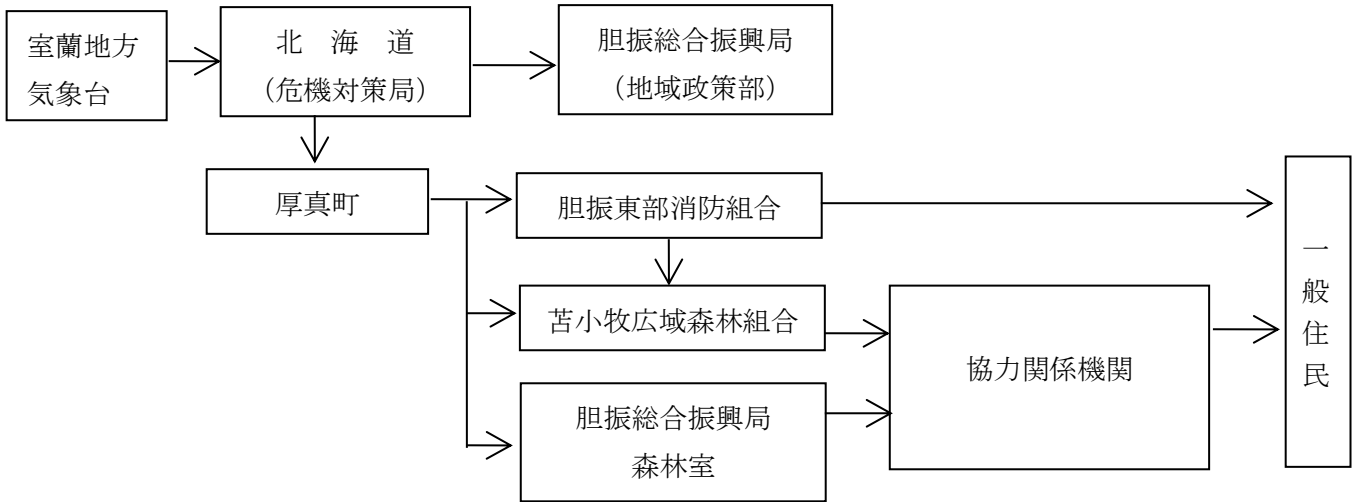 室蘭地方
気象台
北　海　道
（危機対策局）
胆振総合振興局
（地域政策部）
厚真町
胆振東部消防組合
苫小牧広域森林組合
胆振総合振興局
森林室
協力関係機関
一般住民